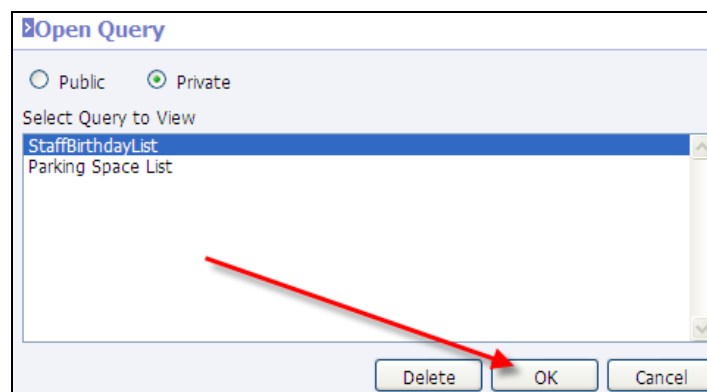 Open Query
Public Private
Select Query to View
StaffBirthdayList
Parking Space List
Delete OK Cancel